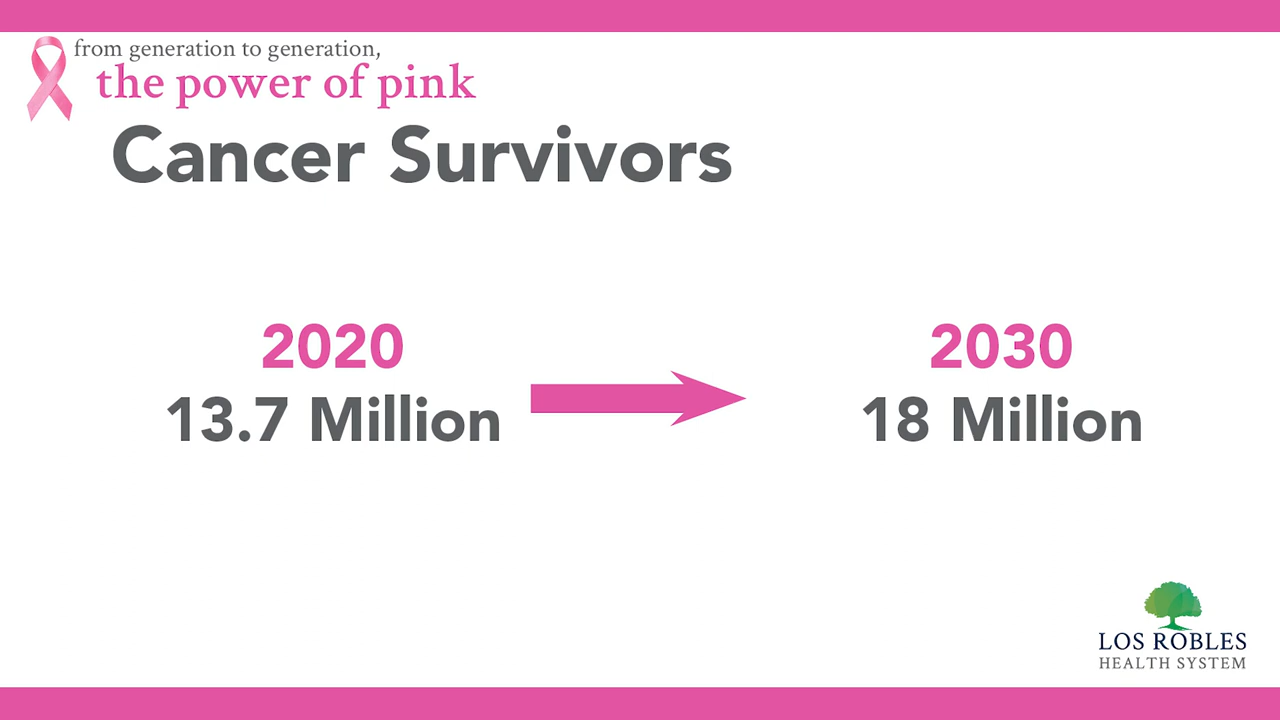 from generation to generation,
the power of pink
Cancer Survivors
2020
13.7 Million
2030
18 Million
LOS ROBLES
HEALTH SYSTEM